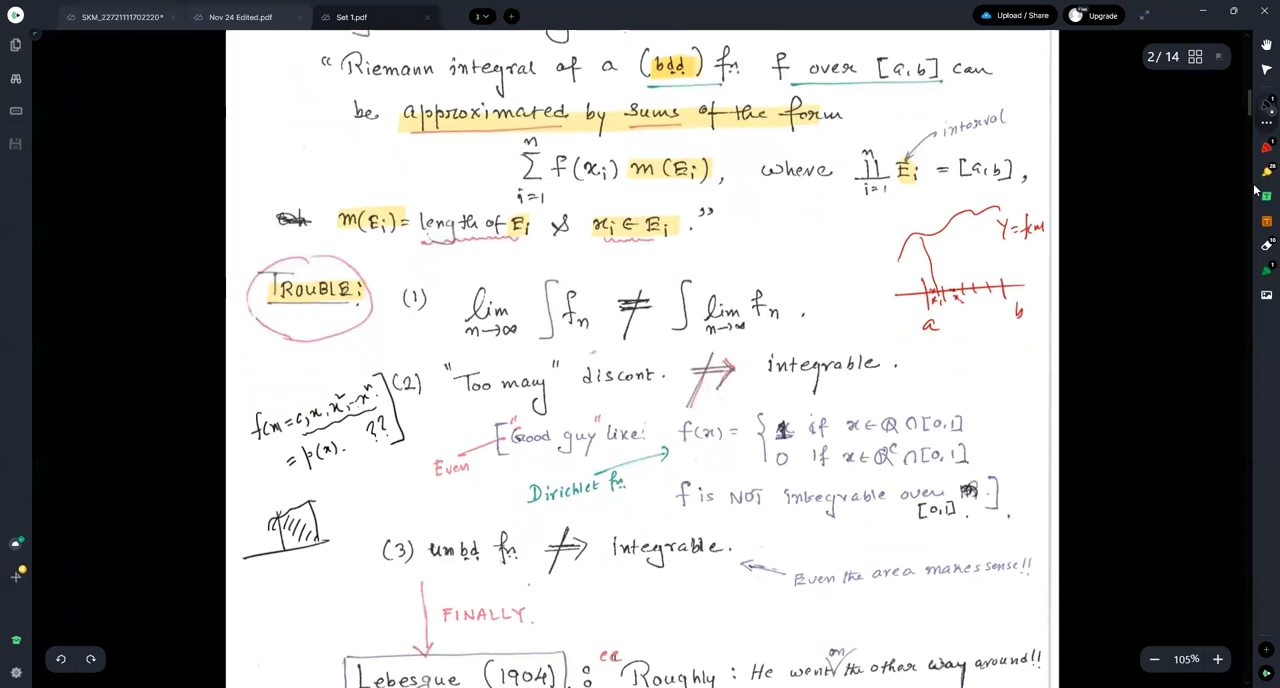 SKM_22721111702220*
Nov 24 Edited.pdf
Set 1.pdf
3
Upload / Share
Upgrade
2 / 14
" Riemann integral of a (bdd) fn. f over [a,b] can
be approximated by sums of the form
n
∑ f(xi) m(Ei), where
i=1
n
∐ Ei = [a,b],
i=1
interval
m(Ei) = length of Ei & xi ∈ Ei . "
y = f(x)
a
b
TROUBLE:
(1) lim ∫ fn ≠ ∫ lim fn .
n→∞ n→∞
(2) "Too many" discont. ⇏ integrable .
f(x) = c, x, x², .. xⁿ
= p(x). ??
["Good guy" like: f(x) = { 1 if x ∈ Q ∩ [0,1]
0 if x ∈ Qᶜ ∩ [0,1]
Even
Dirichlet fn.
f is NOT integrable over
[0,1] . ] .
(3) unbd fn. ⇏ integrable.
Even the area makes sense!!
FINALLY.
Lebesgue (1904) :
Roughly : He went on the other way around!!
105%